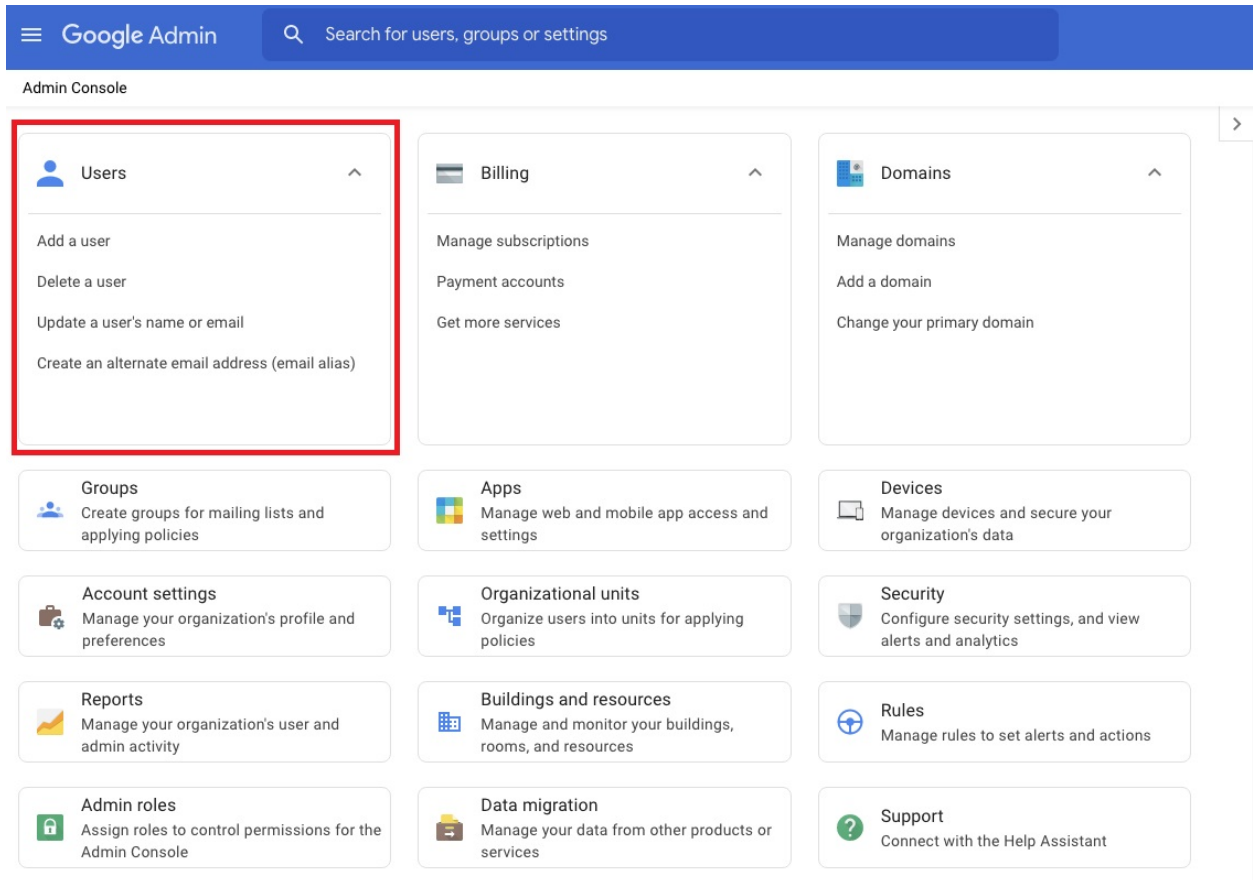 Google Admin
Search for users, groups or settings
Admin Console
Users
Add a user
Delete a user
Update a user's name or email
Create an alternate email address (email alias)
Billing
Manage subscriptions
Payment accounts
Get more services
Domains
Manage domains
Add a domain
Change your primary domain
Groups
Create groups for mailing lists and
applying policies
Apps
Manage web and mobile app access and
settings
Devices
Manage devices and secure your
organization's data
Account settings
Manage your organization's profile and
preferences
Organizational units
Organize users into units for applying
policies
Security
Configure security settings, and view
alerts and analytics
Reports
Manage your organization's user and
admin activity
Buildings and resources
Manage and monitor your buildings,
rooms, and resources
Rules
Manage rules to set alerts and actions
Admin roles
Assign roles to control permissions for the
Admin Console
Data migration
Manage your data from other products or
services
Support
Connect with the Help Assistant